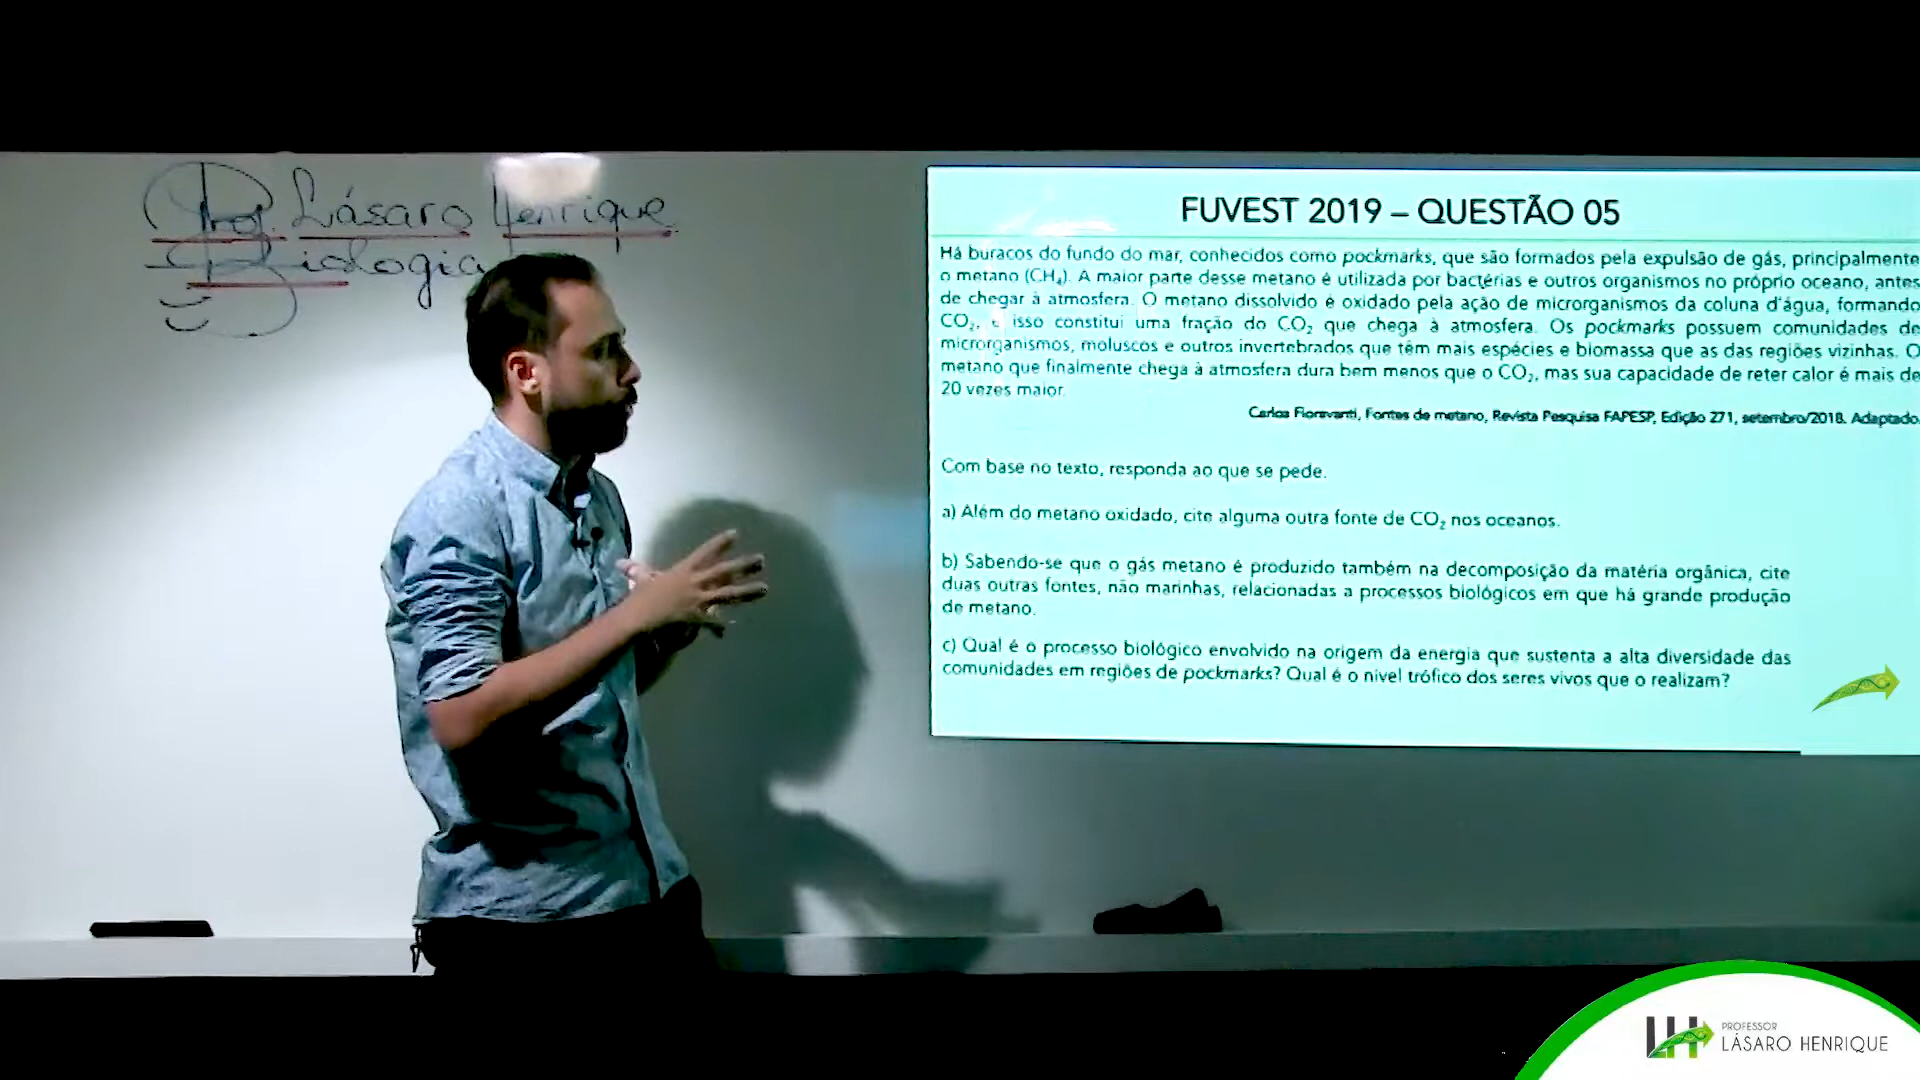 Prof. Lásaro Henrique
Biologia
FUVEST 2019 – QUESTÃO 05
Há buracos do fundo do mar, conhecidos como pockmarks, que são formados pela expulsão de gás, principalmente
o metano (CH₄). A maior parte desse metano é utilizada por bactérias e outros organismos no próprio oceano, antes
de chegar à atmosfera. O metano dissolvido é oxidado pela ação de microrganismos da coluna d'água, formando
CO₂, e isso constitui uma fração do CO₂ que chega à atmosfera. Os pockmarks possuem comunidades de
microrganismos, moluscos e outros invertebrados que têm mais espécies e biomassa que as das regiões vizinhas. O
metano que finalmente chega à atmosfera dura bem menos que o CO₂, mas sua capacidade de reter calor é mais de
20 vezes maior.
Carlos Fioravanti, Fontes de metano, Revista Pesquisa FAPESP, Edição 271, setembro/2018. Adaptado.
Com base no texto, responda ao que se pede.
a) Além do metano oxidado, cite alguma outra fonte de CO₂ nos oceanos.
b) Sabendo-se que o gás metano é produzido também na decomposição da matéria orgânica, cite
duas outras fontes, não marinhas, relacionadas a processos biológicos em que há grande produção
de metano.
c) Qual é o processo biológico envolvido na origem da energia que sustenta a alta diversidade das
comunidades em regiões de pockmarks? Qual é o nível trófico dos seres vivos que o realizam?
LH PROFESSOR
LÁSARO HENRIQUE